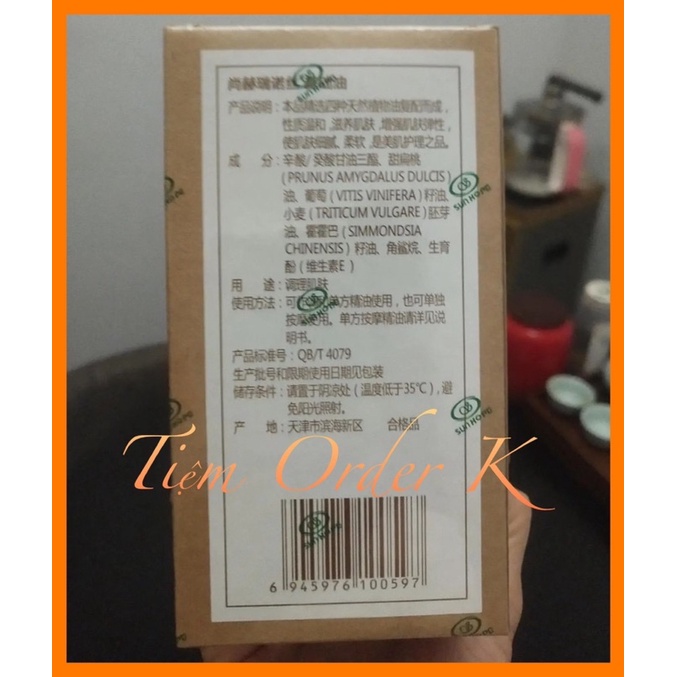 尚赫瑞诺丝 油
产品说明：本品精选四种天然植物油复配而成，
性质温和，滋养肌肤，增强肌肤弹性，
使肌肤细腻、柔软，是美肌护理之品。
成 分：辛酸/癸酸甘油三酯、甜扁桃
(PRUNUS AMYGDALUS DULCIS)
油、葡萄(VITIS VINIFERA)籽油、
小麦(TRITICUM VULGARE)胚芽
油、霍霍巴(SIMMONDSIA
CHINENSIS)籽油、角鲨烷、生育
酚(维生素E)
用 途：调理肌肤
使用方法：可 单方精油使用，也可单独
按摩使用。单方按摩精油请详见说
明书。
产品标准号：QB/T 4079
生产批号和限期使用日期见包装
储存条件：请置于阴凉处(温度低于35℃)，避
免阳光照射。
产 地：天津市滨海新区 合格品
Tiệm Order K
6 945976 100597
SUNHOPE
SUNHOPE
SUNHOPE